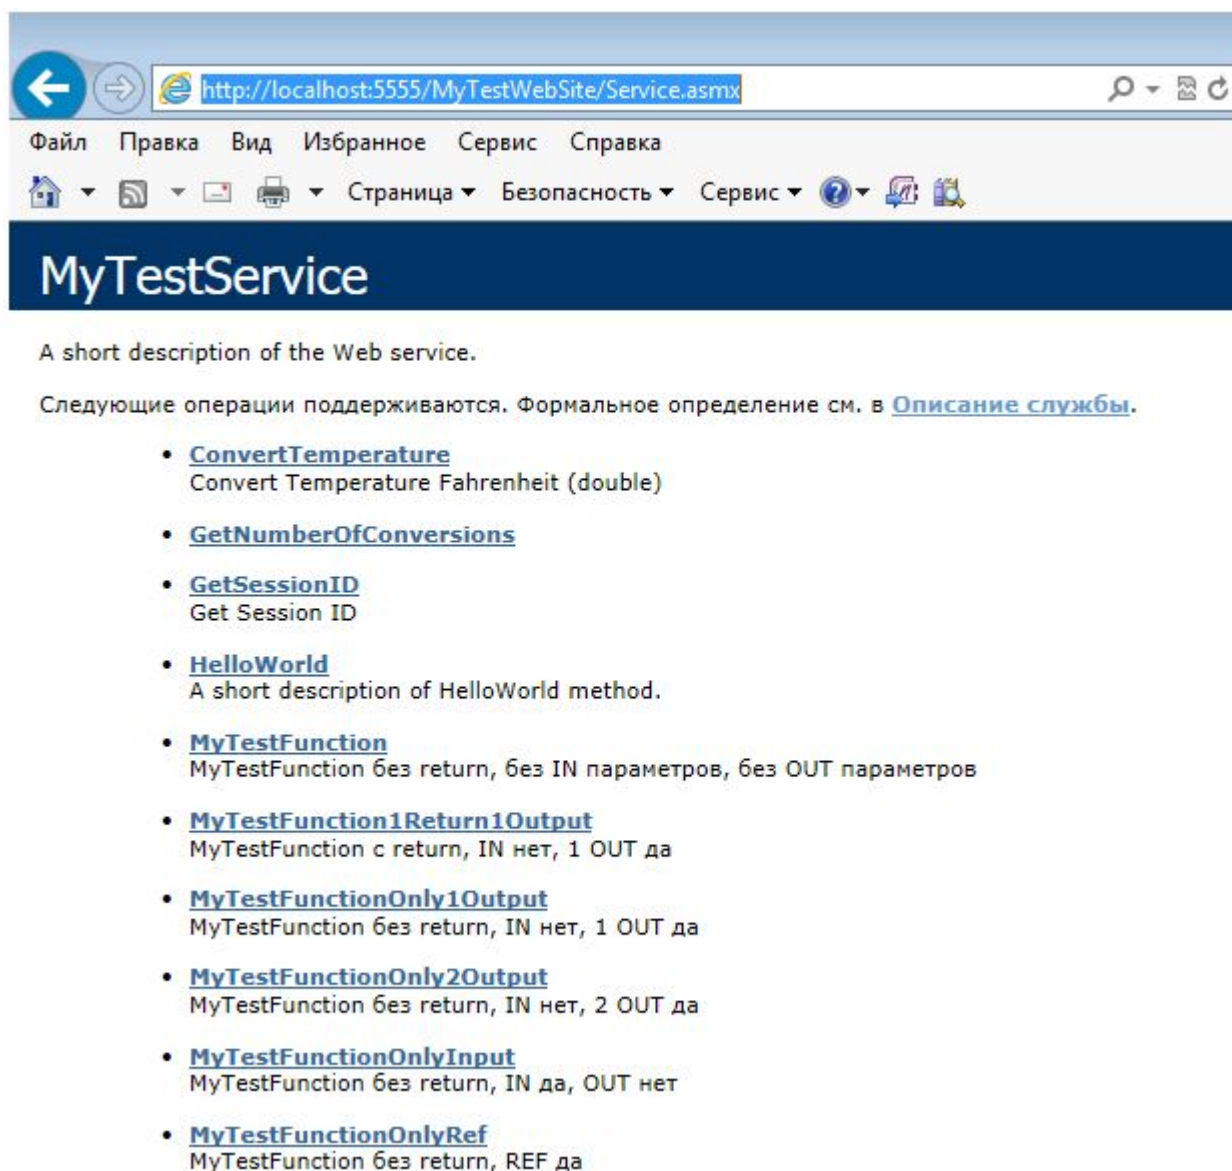 http://localhost:5555/MyTestWebSite/Service.asmx
Файл Правка Вид Избранное Сервис Справка
Страница Безопасность Сервис
MyTestService
A short description of the Web service.
Следующие операции поддерживаются. Формальное определение см. в Описание службы.
ConvertTemperature
Convert Temperature Fahrenheit (double)
GetNumberOfConversions
GetSessionID
Get Session ID
HelloWorld
A short description of HelloWorld method.
MyTestFunction
MyTestFunction без return, без IN параметров, без OUT параметров
MyTestFunction1Return1Output
MyTestFunction с return, IN нет, 1 OUT да
MyTestFunctionOnly1Output
MyTestFunction без return, IN нет, 1 OUT да
MyTestFunctionOnly2Output
MyTestFunction без return, IN нет, 2 OUT да
MyTestFunctionOnlyInput
MyTestFunction без return, IN да, OUT нет
MyTestFunctionOnlyRef
MyTestFunction без return, REF да